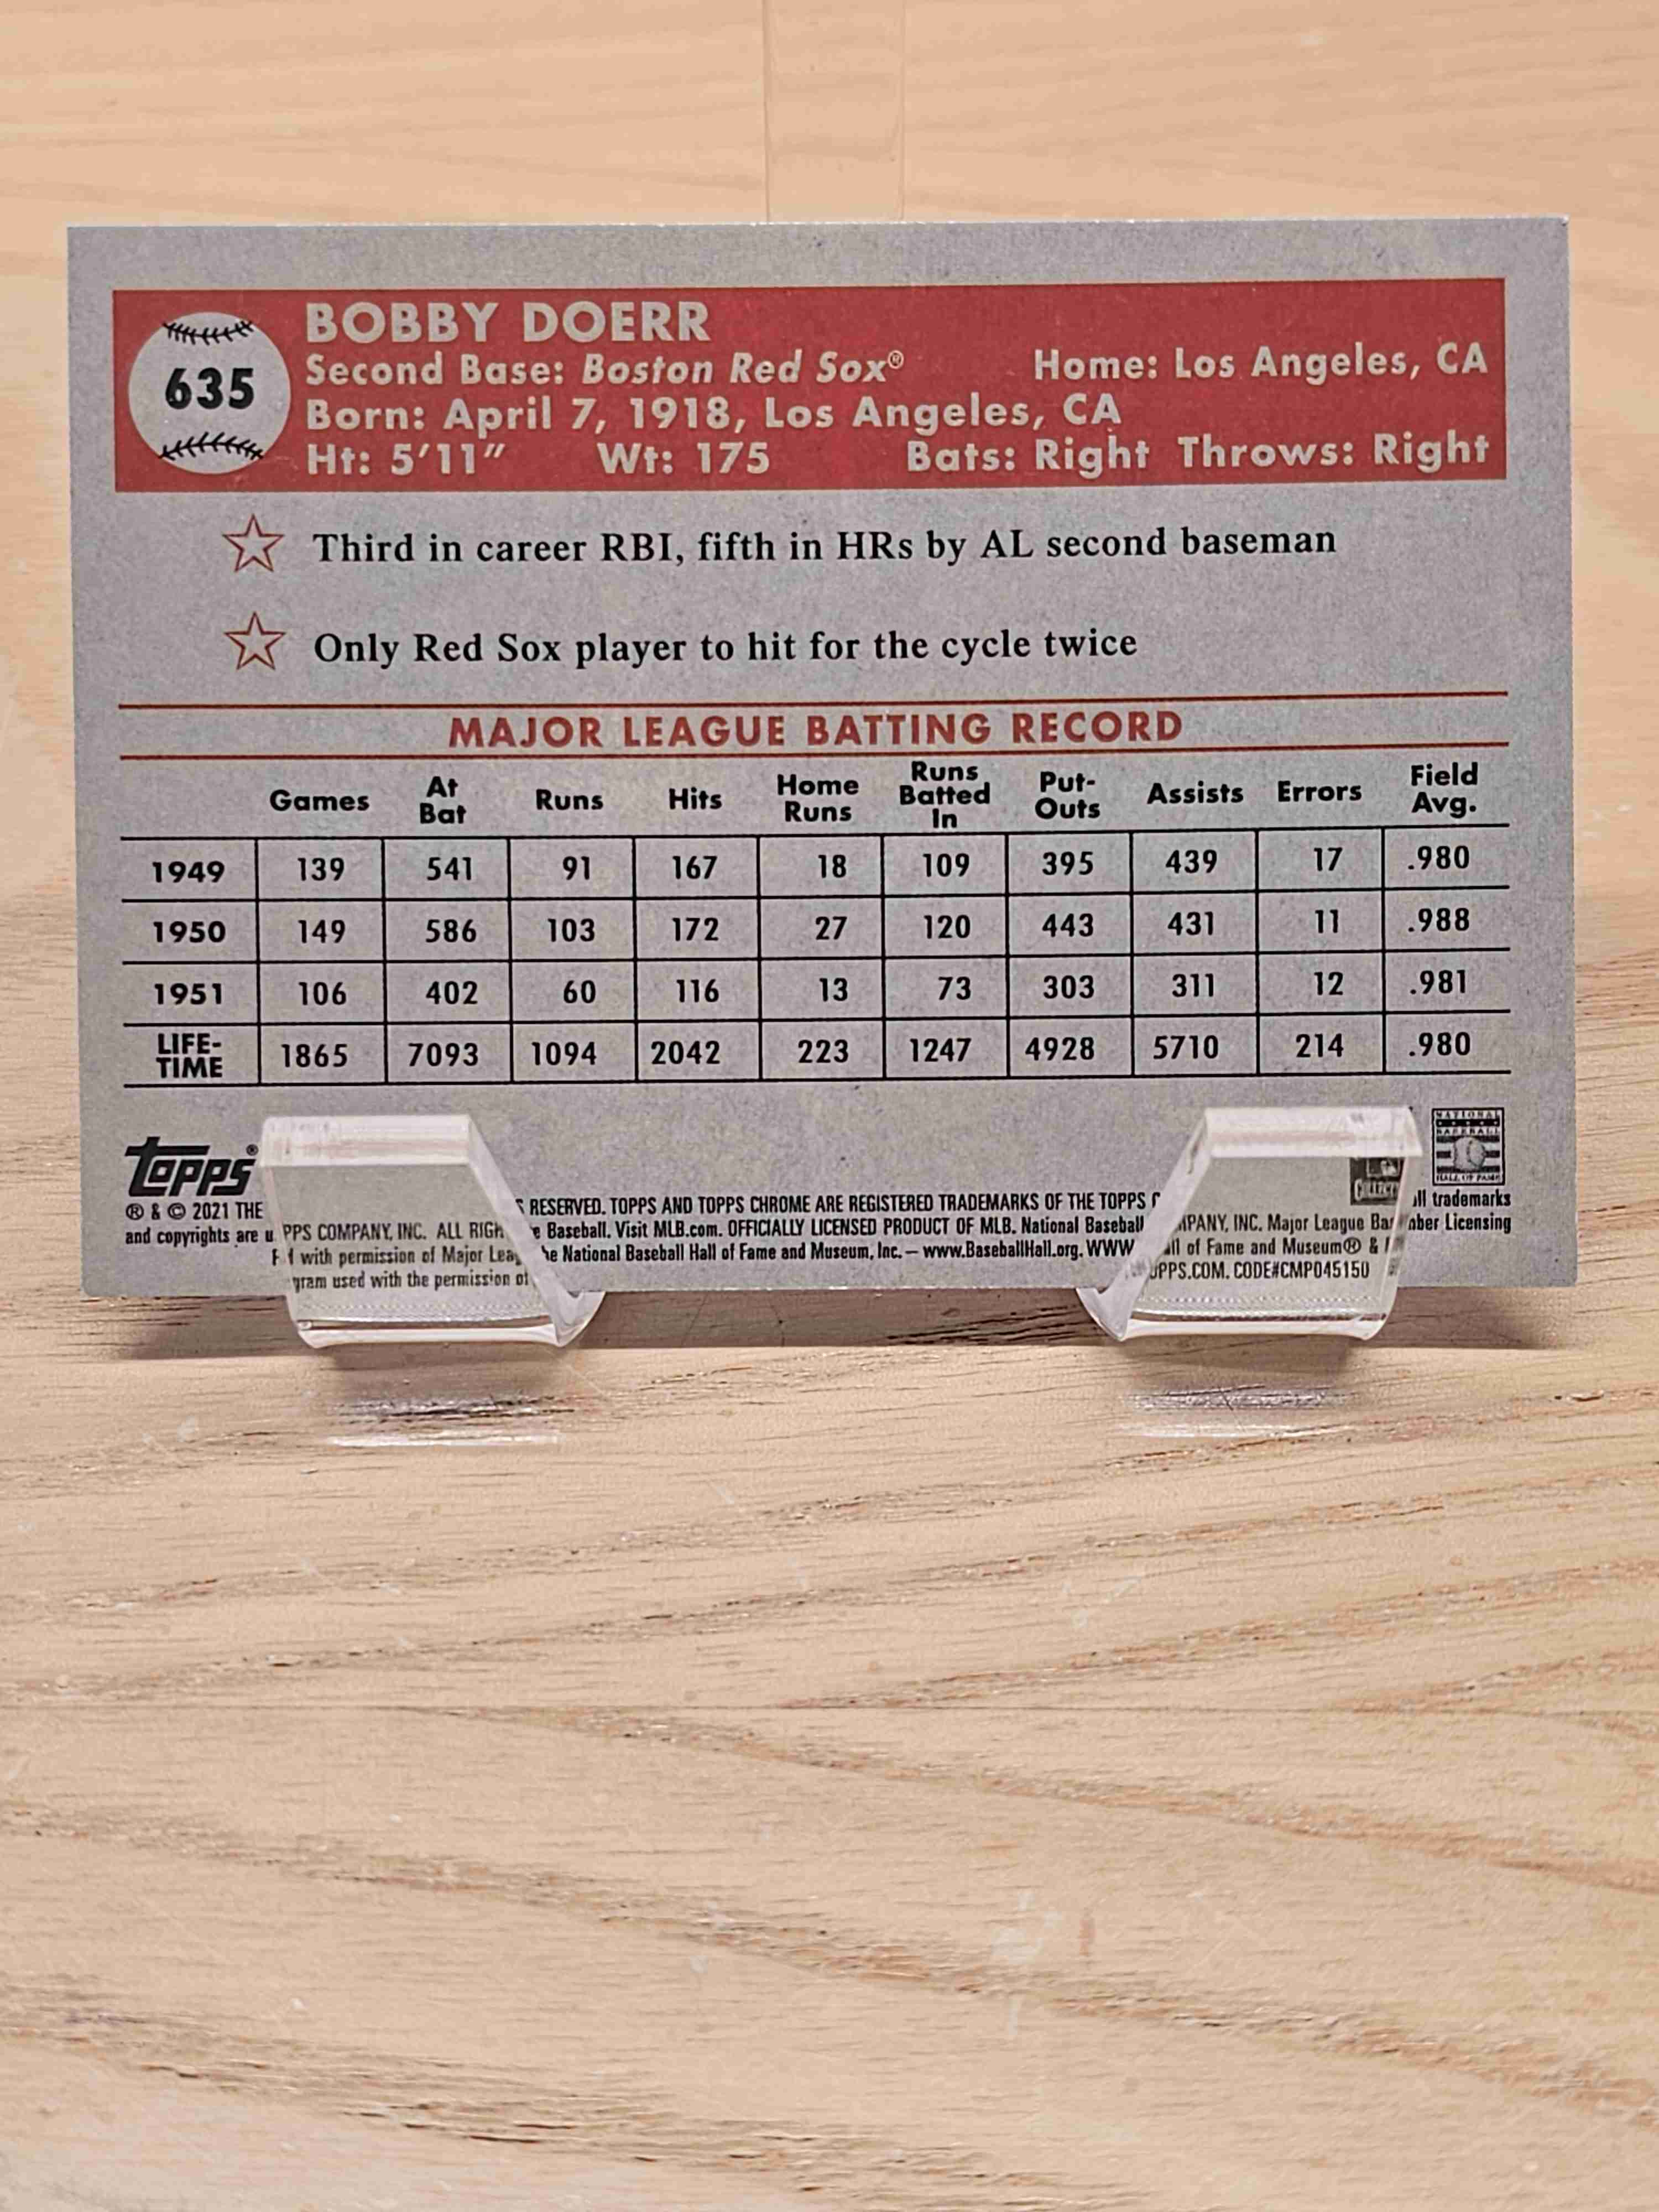 635
BOBBY DOERR
Second Base: Boston Red Sox® Home: Los Angeles, CA
Born: April 7, 1918, Los Angeles, CA
Ht: 5′11″ Wt: 175 Bats: Right Throws: Right
Third in career RBI, fifth in HRs by AL second baseman
Only Red Sox player to hit for the cycle twice
MAJOR LEAGUE BATTING RECORD
Games At Bat Runs Hits Home Runs Runs Batted In Put-Outs Assists Errors Field Avg.
1949 139 541 91 167 18 109 395 439 17 .980
1950 149 586 103 172 27 120 443 431 11 .988
1951 106 402 60 116 13 73 303 311 12 .981
LIFE-TIME 1865 7093 1094 2042 223 1247 4928 5710 214 .980
Topps®
NATIONAL BASEBALL HALL OF FAME
® & © 2021 THE PPS COMPANY, INC. ALL RIGH S RESERVED. TOPPS AND TOPPS CHROME ARE REGISTERED TRADEMARKS OF THE TOPPS MPANY, INC. Major League Ba all trademarks
and copyrights are u d with permission of Major Leag e Baseball. Visit MLB.com. OFFICIALLY LICENSED PRODUCT OF MLB. National Baseball all of Fame and Museum® & mber Licensing
gram used with the permission of he National Baseball Hall of Fame and Museum, Inc. – www.BaseballHall.org. WWW OPPS.COM. CODE#CMP045150